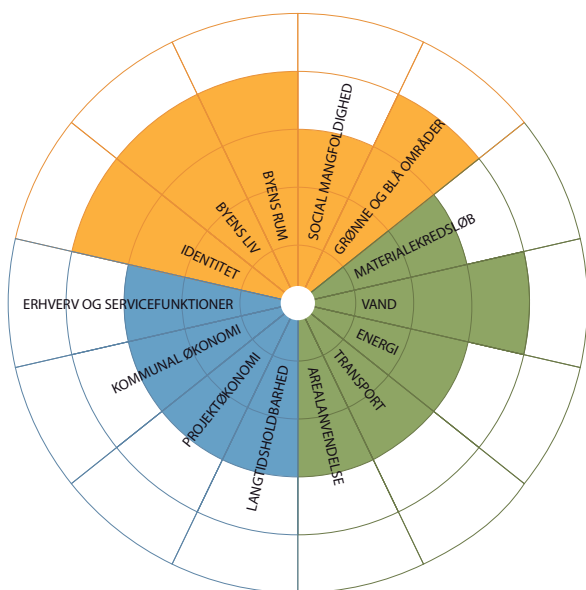 SOCIAL MANGFOLDIGHED
GRØNNE OG BLÅ OMRÅDER
MATERIALEKREDSLØB
VAND
ENERGI
TRANSPORT
AREALANVENDELSE
LANGTIDSHOLDBARHED
PROJEKTØKONOMI
KOMMUNAL ØKONOMI
ERHVERV OG SERVICEFUNKTIONER
IDENTITET
BYENS LIV
BYENS RUM